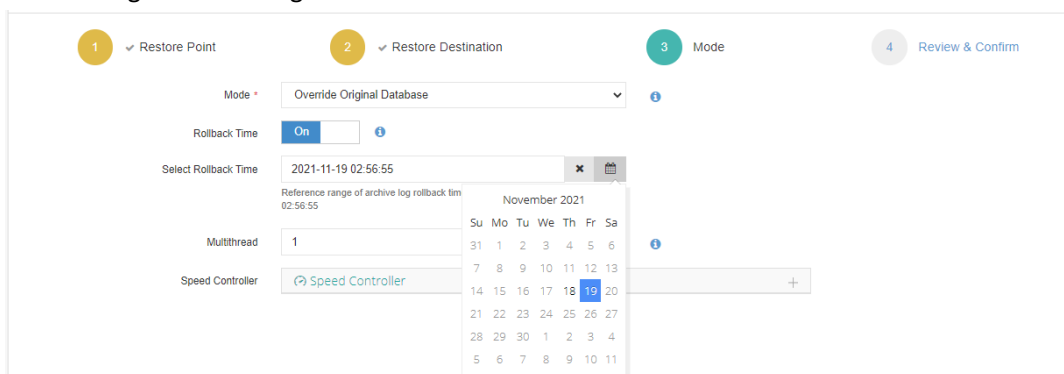 1 Restore Point 2 Restore Destination 3 Mode 4 Review & Confirm
Mode * Override Original Database
Rollback Time On
Select Rollback Time 2021-11-19 02:56:55
Reference range of archive log rollback tim
02:56:55
November 2021
Su Mo Tu We Th Fr Sa
31 1 2 3 4 5 6
7 8 9 10 11 12 13
14 15 16 17 18 19 20
21 22 23 24 25 26 27
28 29 30 1 2 3 4
5 6 7 8 9 10 11
Multithread 1
Speed Controller Speed Controller